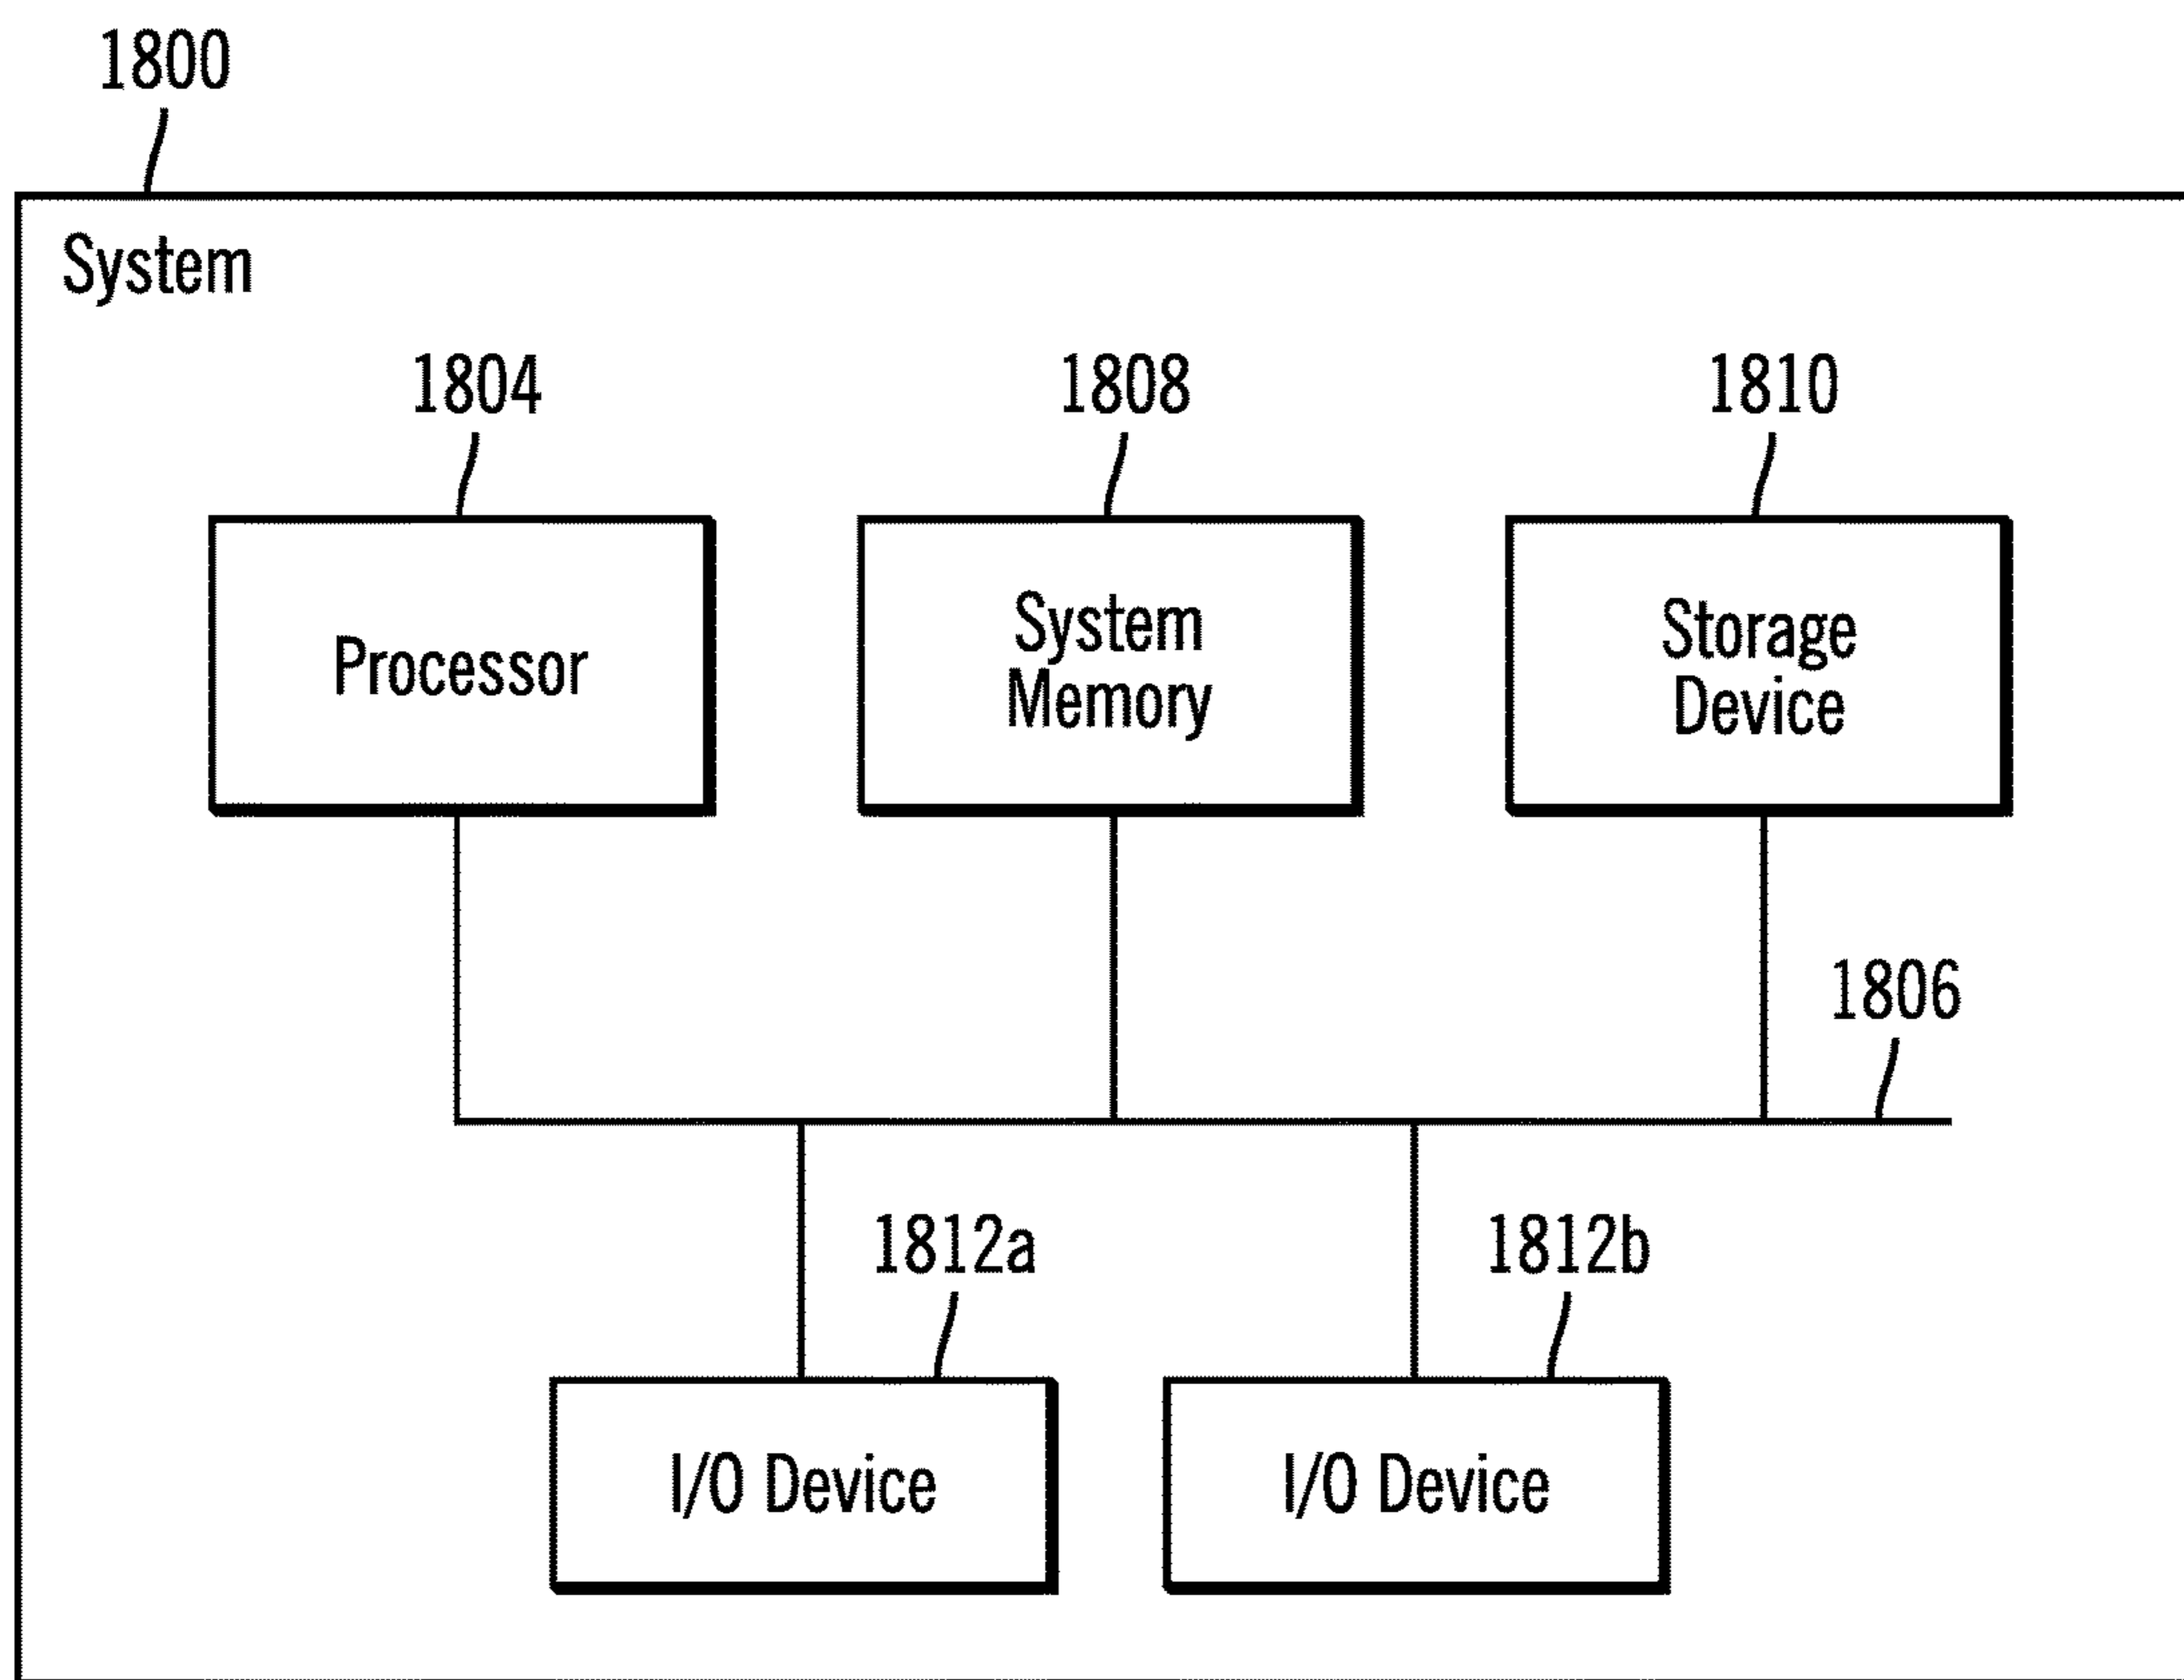 1800
System
1804
1808
1810
Processor
System
Memory
Storage
Device
1806
1812a
1812b
I/O Device
I/O Device